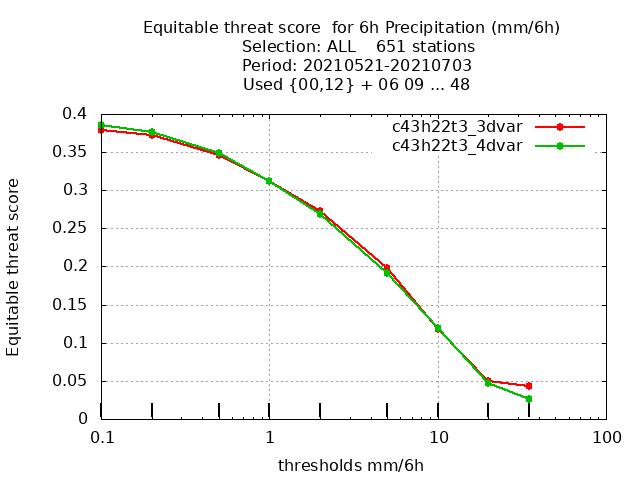 Equitable threat score  for 6h Precipitation (mm/6h)
Selection: ALL    651 stations
Period: 20210521-20210703
Used {00,12} + 06 09 ... 48
c43h22t3_3dvar
c43h22t3_4dvar
Equitable threat score
0.4
0.35
0.3
0.25
0.2
0.15
0.1
0.05
0
0.1 1 10 100
thresholds mm/6h